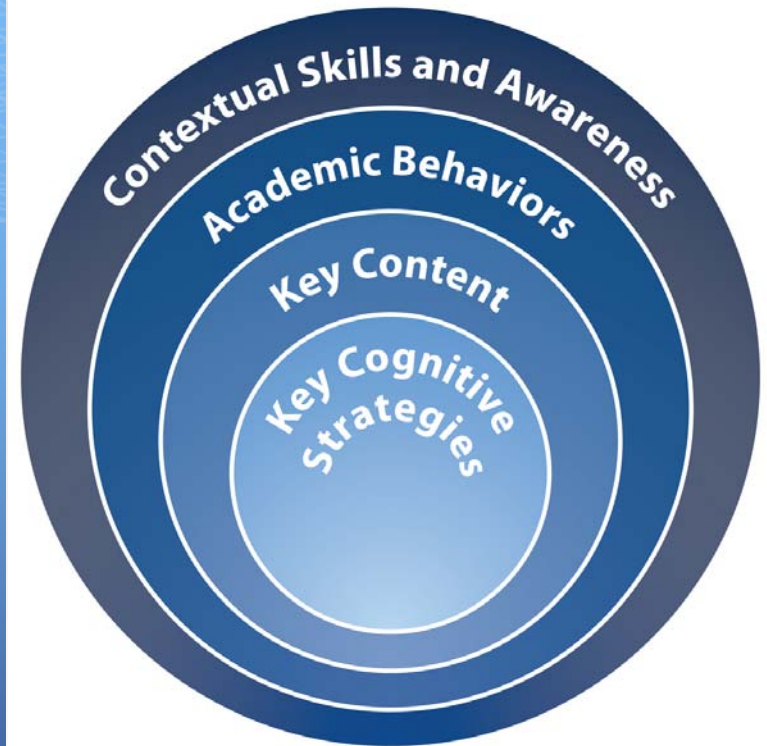 Contextual Skills and Awareness
Academic Behaviors
Key Content
Key Cognitive
Strategies